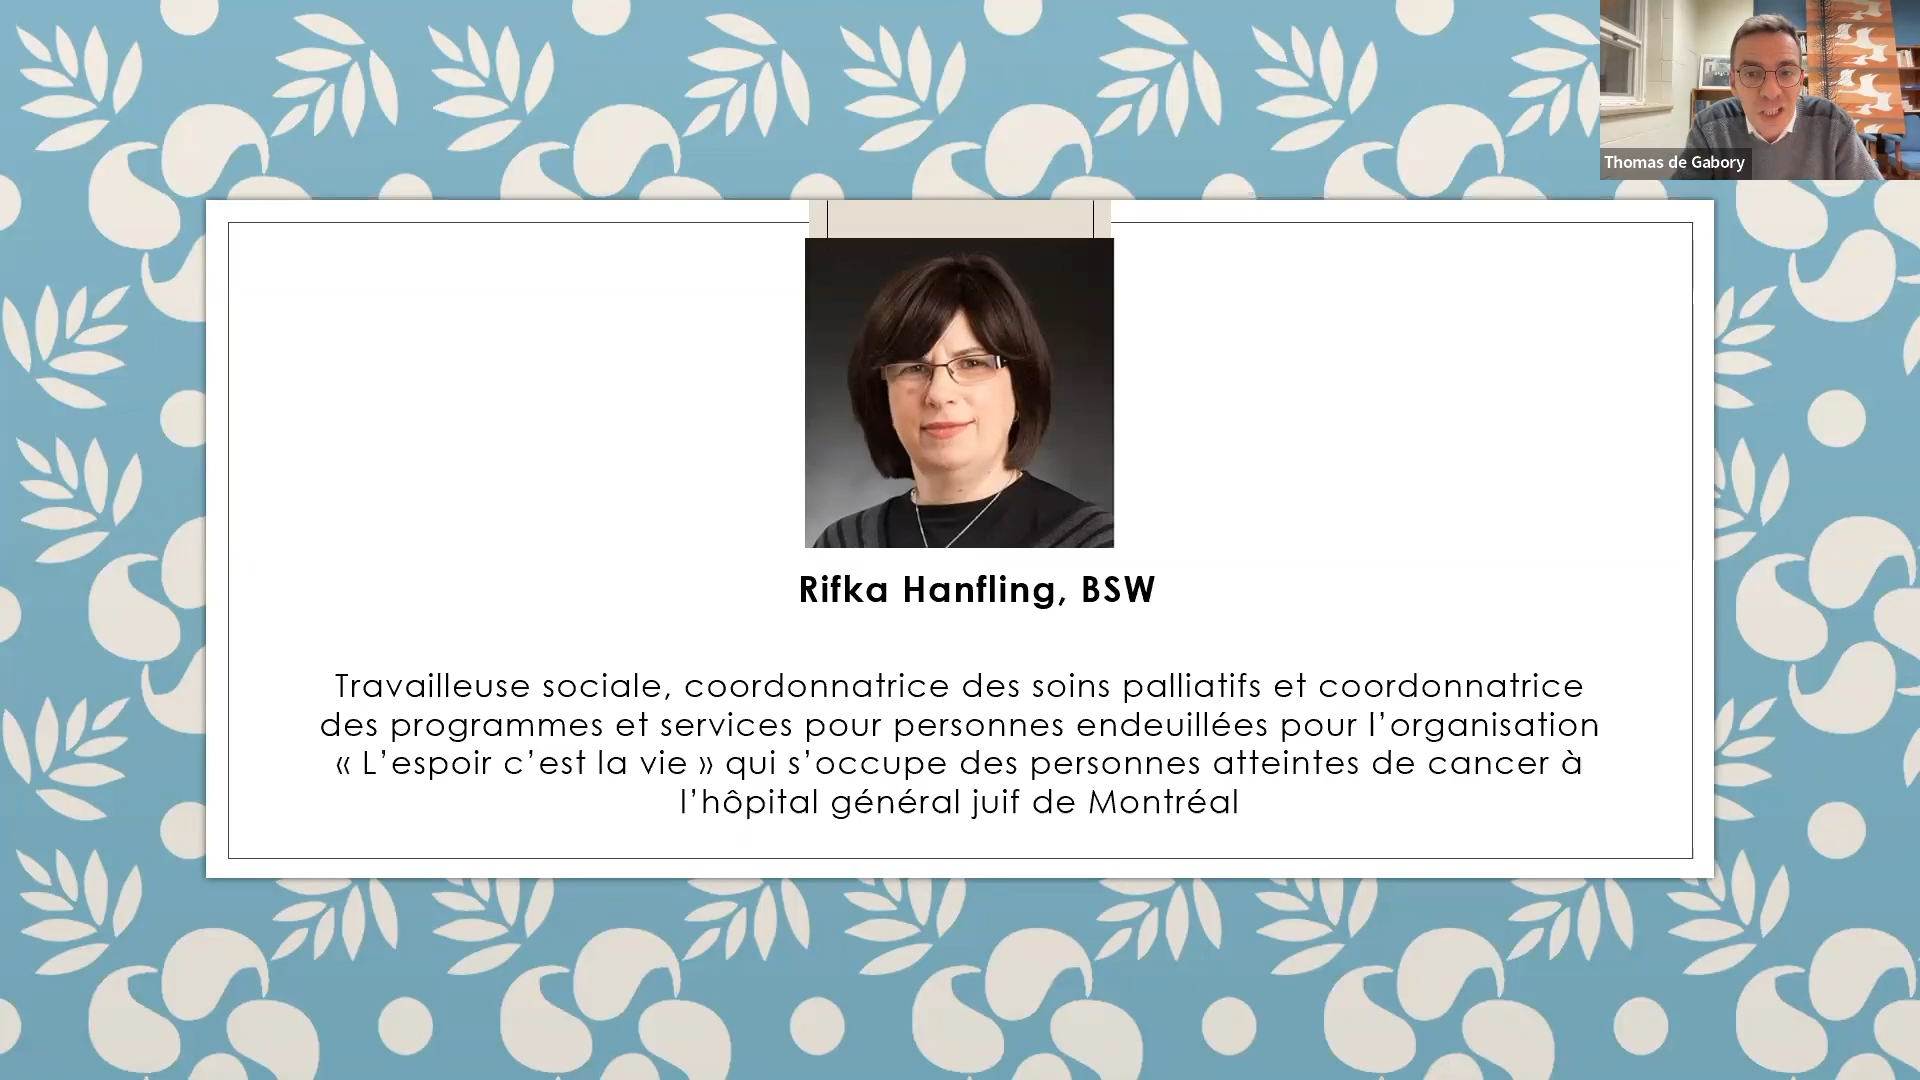 Thomas de Gabory
Rifka Hanfling, BSW
Travailleuse sociale, coordonnatrice des soins palliatifs et coordonnatrice
des programmes et services pour personnes endeuillées pour l’organisation
« L’espoir c’est la vie » qui s’occupe des personnes atteintes de cancer à
l’hôpital général juif de Montréal